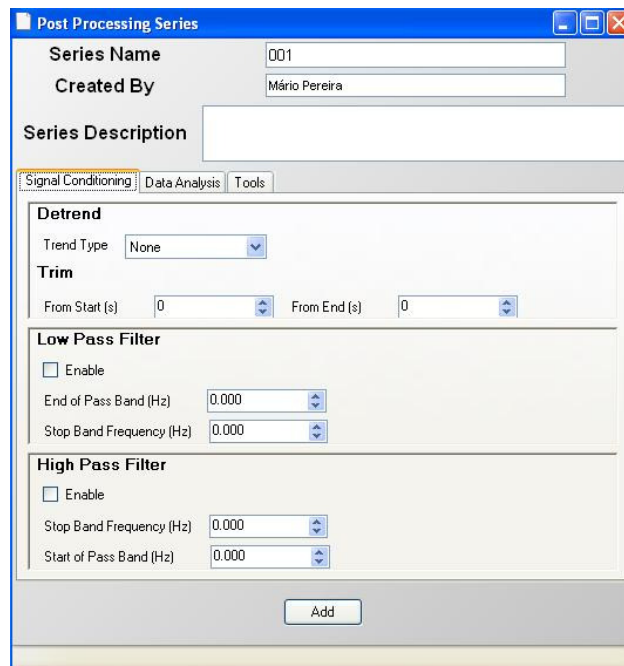 Post Processing Series
Series Name 001
Created By Mário Pereira
Series Description
Signal Conditioning Data Analysis Tools
Detrend
Trend Type None
Trim
From Start (s) 0 From End (s) 0
Low Pass Filter
Enable
End of Pass Band (Hz) 0.000
Stop Band Frequency (Hz) 0.000
High Pass Filter
Enable
Stop Band Frequency (Hz) 0.000
Start of Pass Band (Hz) 0.000
Add